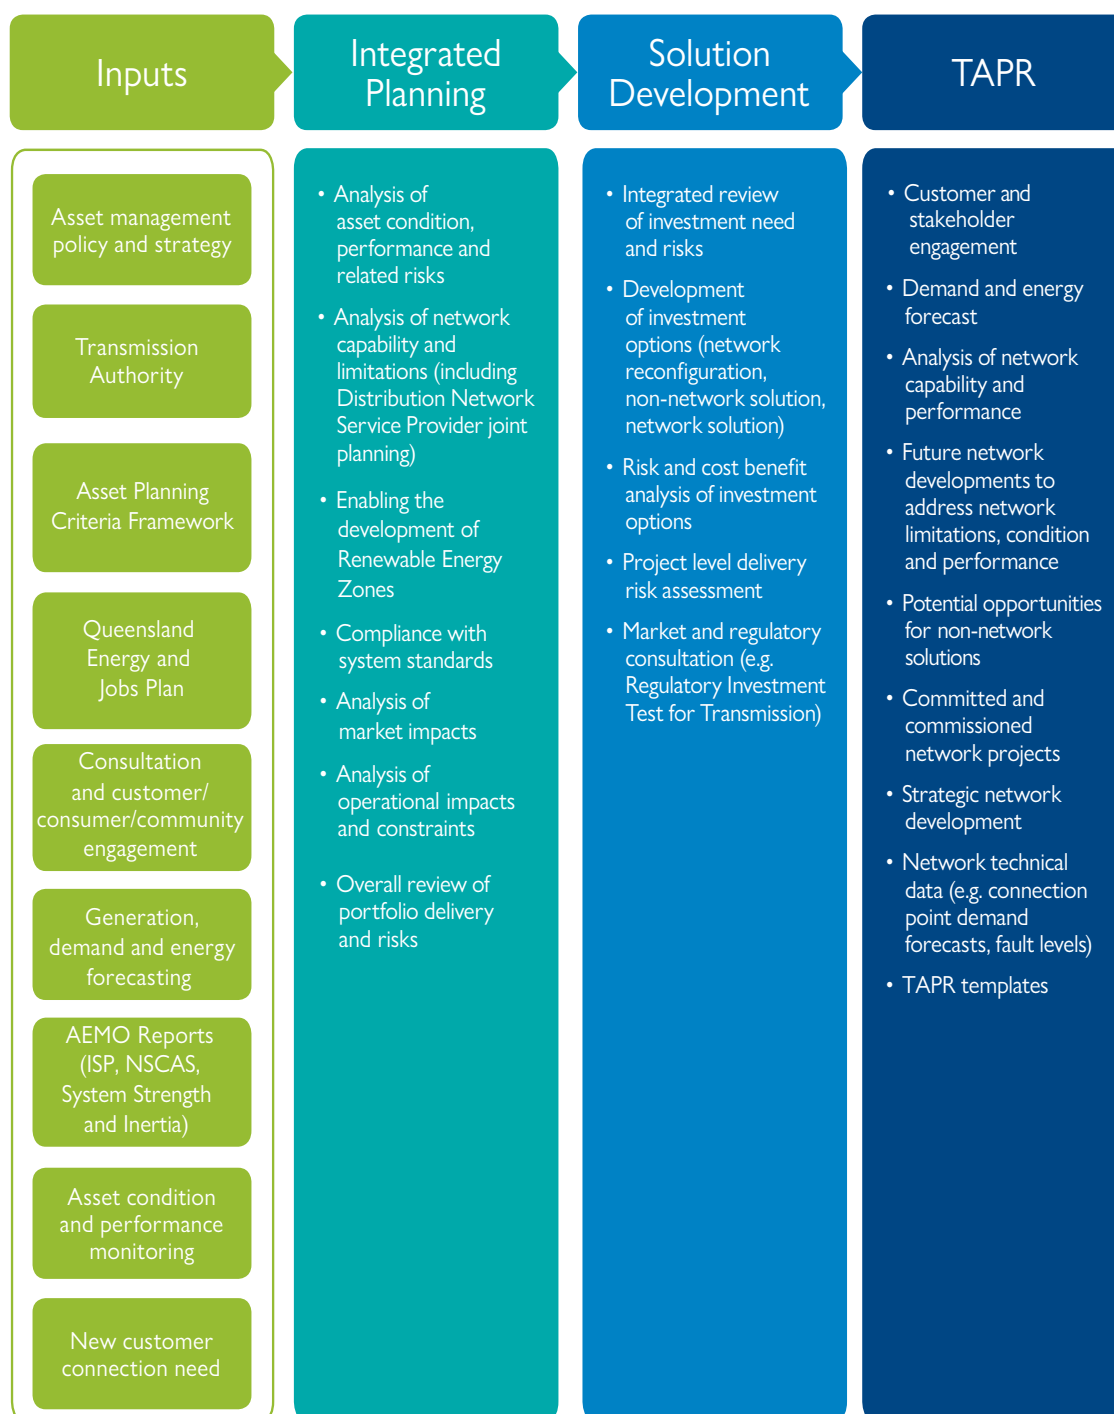 Inputs
Integrated
Planning
Solution
Development
TAPR
Asset management
policy and strategy
Transmission
Authority
Asset Planning
Criteria Framework
Queensland
Energy and
Jobs Plan
Consultation
and customer/
consumer/community
engagement
Generation,
demand and energy
forecasting
AEMO Reports
(ISP, NSCAS,
System Strength
and Inertia)
Asset condition
and performance
monitoring
New customer
connection need
• Analysis of
asset condition,
performance and
related risks
• Analysis of network
capability and
limitations (including
Distribution Network
Service Provider joint
planning)
• Enabling the
development of
Renewable Energy
Zones
• Compliance with
system standards
• Analysis of
market impacts
• Analysis of
operational impacts
and constraints
• Overall review of
portfolio delivery
and risks
• Integrated review
of investment need
and risks
• Development
of investment
options (network
reconfiguration,
non-network solution,
network solution)
• Risk and cost benefit
analysis of investment
options
• Project level delivery
risk assessment
• Market and regulatory
consultation (e.g.
Regulatory Investment
Test for Transmission)
• Customer and
stakeholder
engagement
• Demand and energy
forecast
• Analysis of network
capability and
performance
• Future network
developments to
address network
limitations, condition
and performance
• Potential opportunities
for non-network
solutions
• Committed and
commissioned
network projects
• Strategic network
development
• Network technical
data (e.g. connection
point demand
forecasts, fault levels)
• TAPR templates